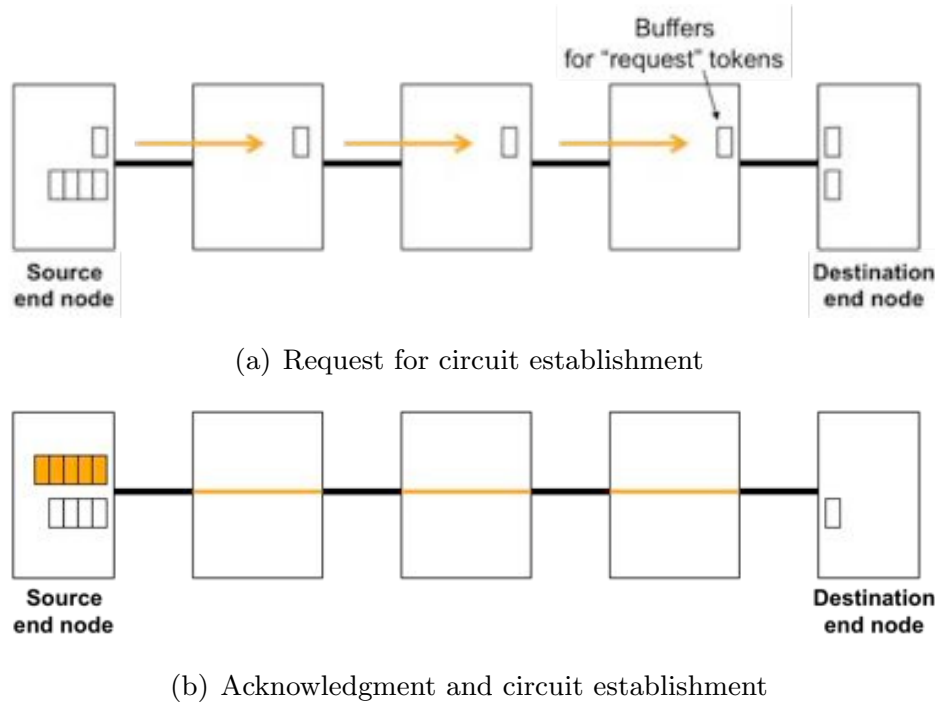 Buffers
for “request” tokens
Source
end node
Destination
end node
(a) Request for circuit establishment
Source
end node
Destination
end node
(b) Acknowledgment and circuit establishment